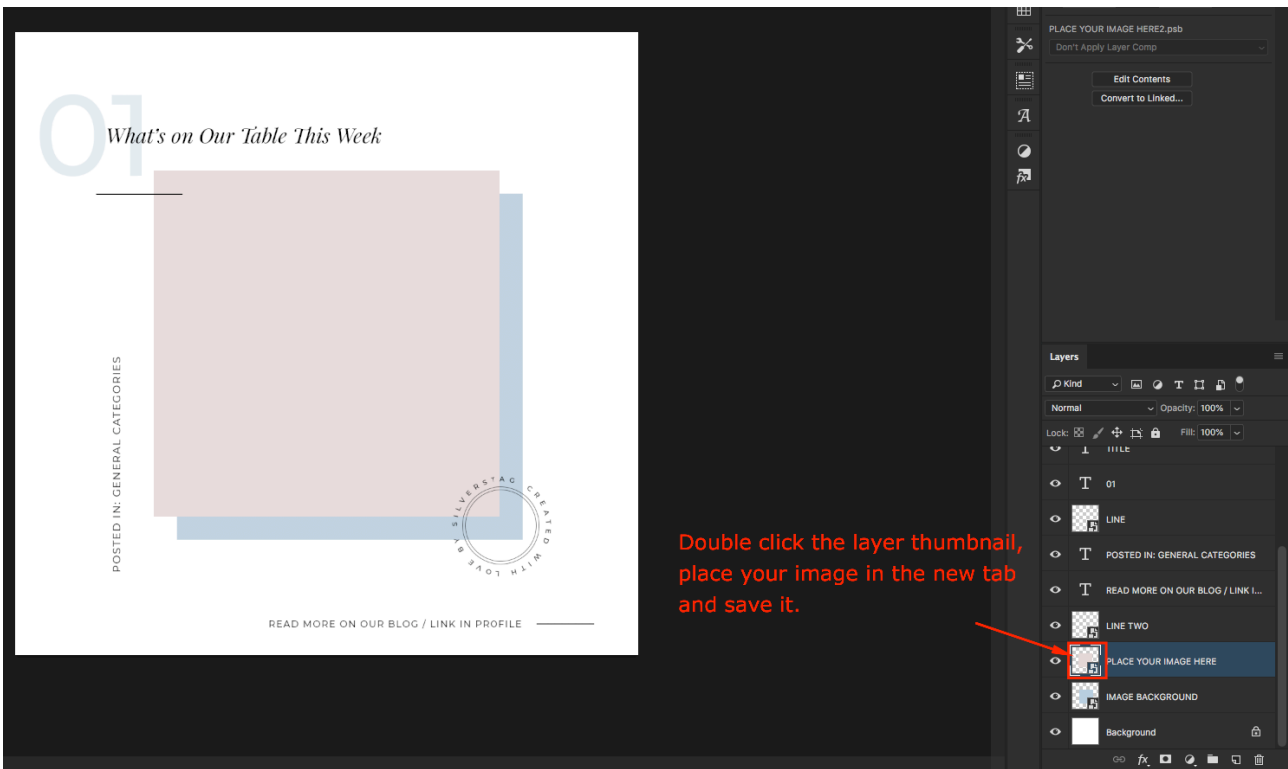 PLACE YOUR IMAGE HERE2.psb
Don't Apply Layer Comp
Edit Contents
Convert to Linked...
01
What's on Our Table This Week
POSTED IN: GENERAL CATEGORIES
SILVERSTAG CREATED WITH LOVE BY
READ MORE ON OUR BLOG / LINK IN PROFILE
Double click the layer thumbnail,
place your image in the new tab
and save it.
Layers
Kind
Normal
Opacity: 100%
Lock:
Fill: 100%
TITLE
01
LINE
POSTED IN: GENERAL CATEGORIES
READ MORE ON OUR BLOG / LINK I...
LINE TWO
PLACE YOUR IMAGE HERE
IMAGE BACKGROUND
Background